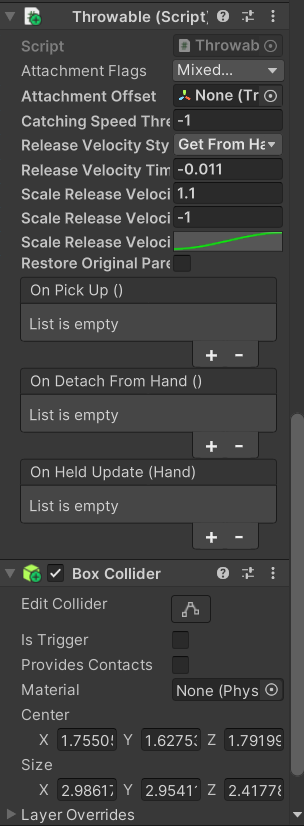 Throwable (Script)
Script Throwab
Attachment Flags Mixed...
Attachment Offset None (Tr
Catching Speed Thre -1
Release Velocity Sty Get From Ha
Release Velocity Tim -0.011
Scale Release Veloci 1.1
Scale Release Veloci -1
Scale Release Veloci
Restore Original Pare
On Pick Up ()
List is empty
+ -
On Detach From Hand ()
List is empty
+ -
On Held Update (Hand)
List is empty
+ -
Box Collider
Edit Collider
Is Trigger
Provides Contacts
Material None (Phys
Center
X 1.7550 Y 1.6275 Z 1.79199
Size
X 2.9861 Y 2.9541 Z 2.41778
Layer Overrides